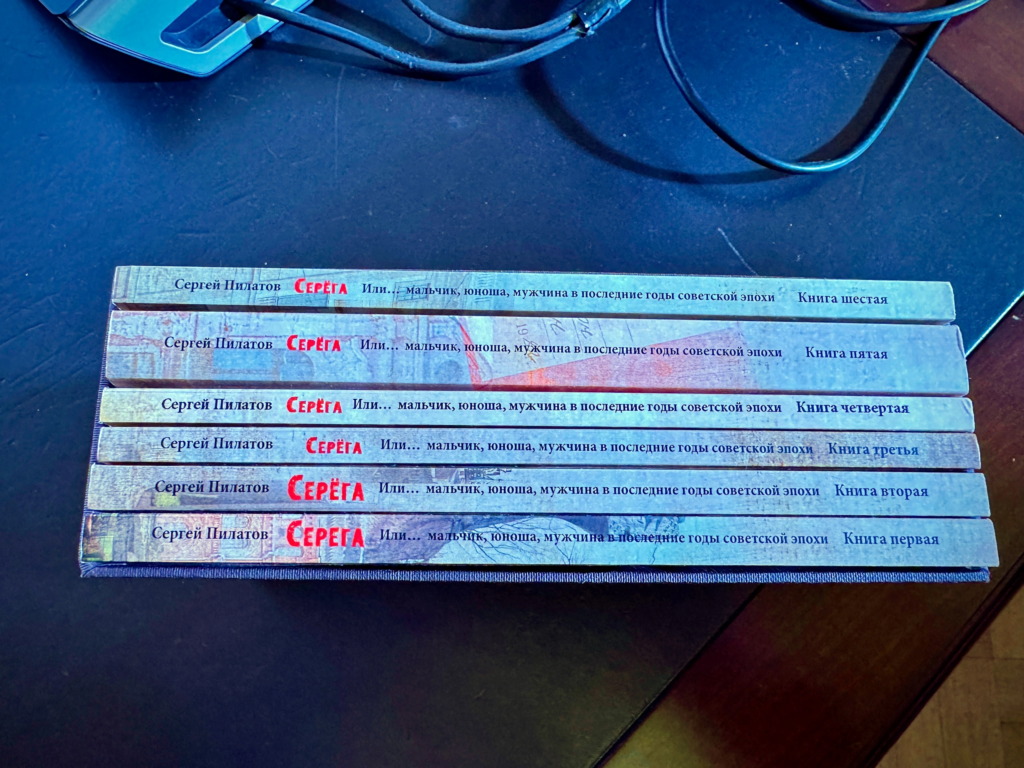 Сергей Пилатов Серёга Или... мальчик, юноша, мужчина в последние годы советской эпохи Книга шестая
Сергей Пилатов Серёга Или... мальчик, юноша, мужчина в последние годы советской эпохи Книга пятая
Сергей Пилатов Серёга Или... мальчик, юноша, мужчина в последние годы советской эпохи Книга четвертая
Сергей Пилатов Серёга Или... мальчик, юноша, мужчина в последние годы советской эпохи Книга третья
Сергей Пилатов Серёга Или... мальчик, юноша, мужчина в последние годы советской эпохи Книга вторая
Сергей Пилатов Серёга Или... мальчик, юноша, мужчина в последние годы советской эпохи Книга первая